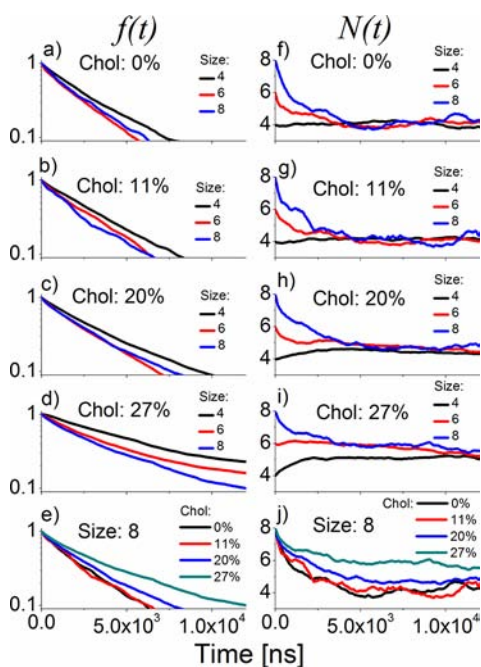 f(t) N(t)
a) Chol: 0% Size: 4 6 8
f) Chol: 0% Size: 4 6 8
1
0.1
8
6
4
b) Chol: 11% Size: 4 6 8
g) Chol: 11% Size: 4 6 8
1
0.1
8
6
4
c) Chol: 20% Size: 4 6 8
h) Chol: 20% Size: 4 6 8
1
0.1
8
6
4
d) Chol: 27% Size: 4 6 8
i) Chol: 27% Size: 4 6 8
1
0.1
8
6
4
e) Size: 8 Chol: 0% 11% 20% 27%
j) Size: 8 Chol: 0% 11% 20% 27%
1
0.1
8
6
4
0.0 5.0x10³ 0.0 5.0x10³ 1.0x10⁴
Time [ns]